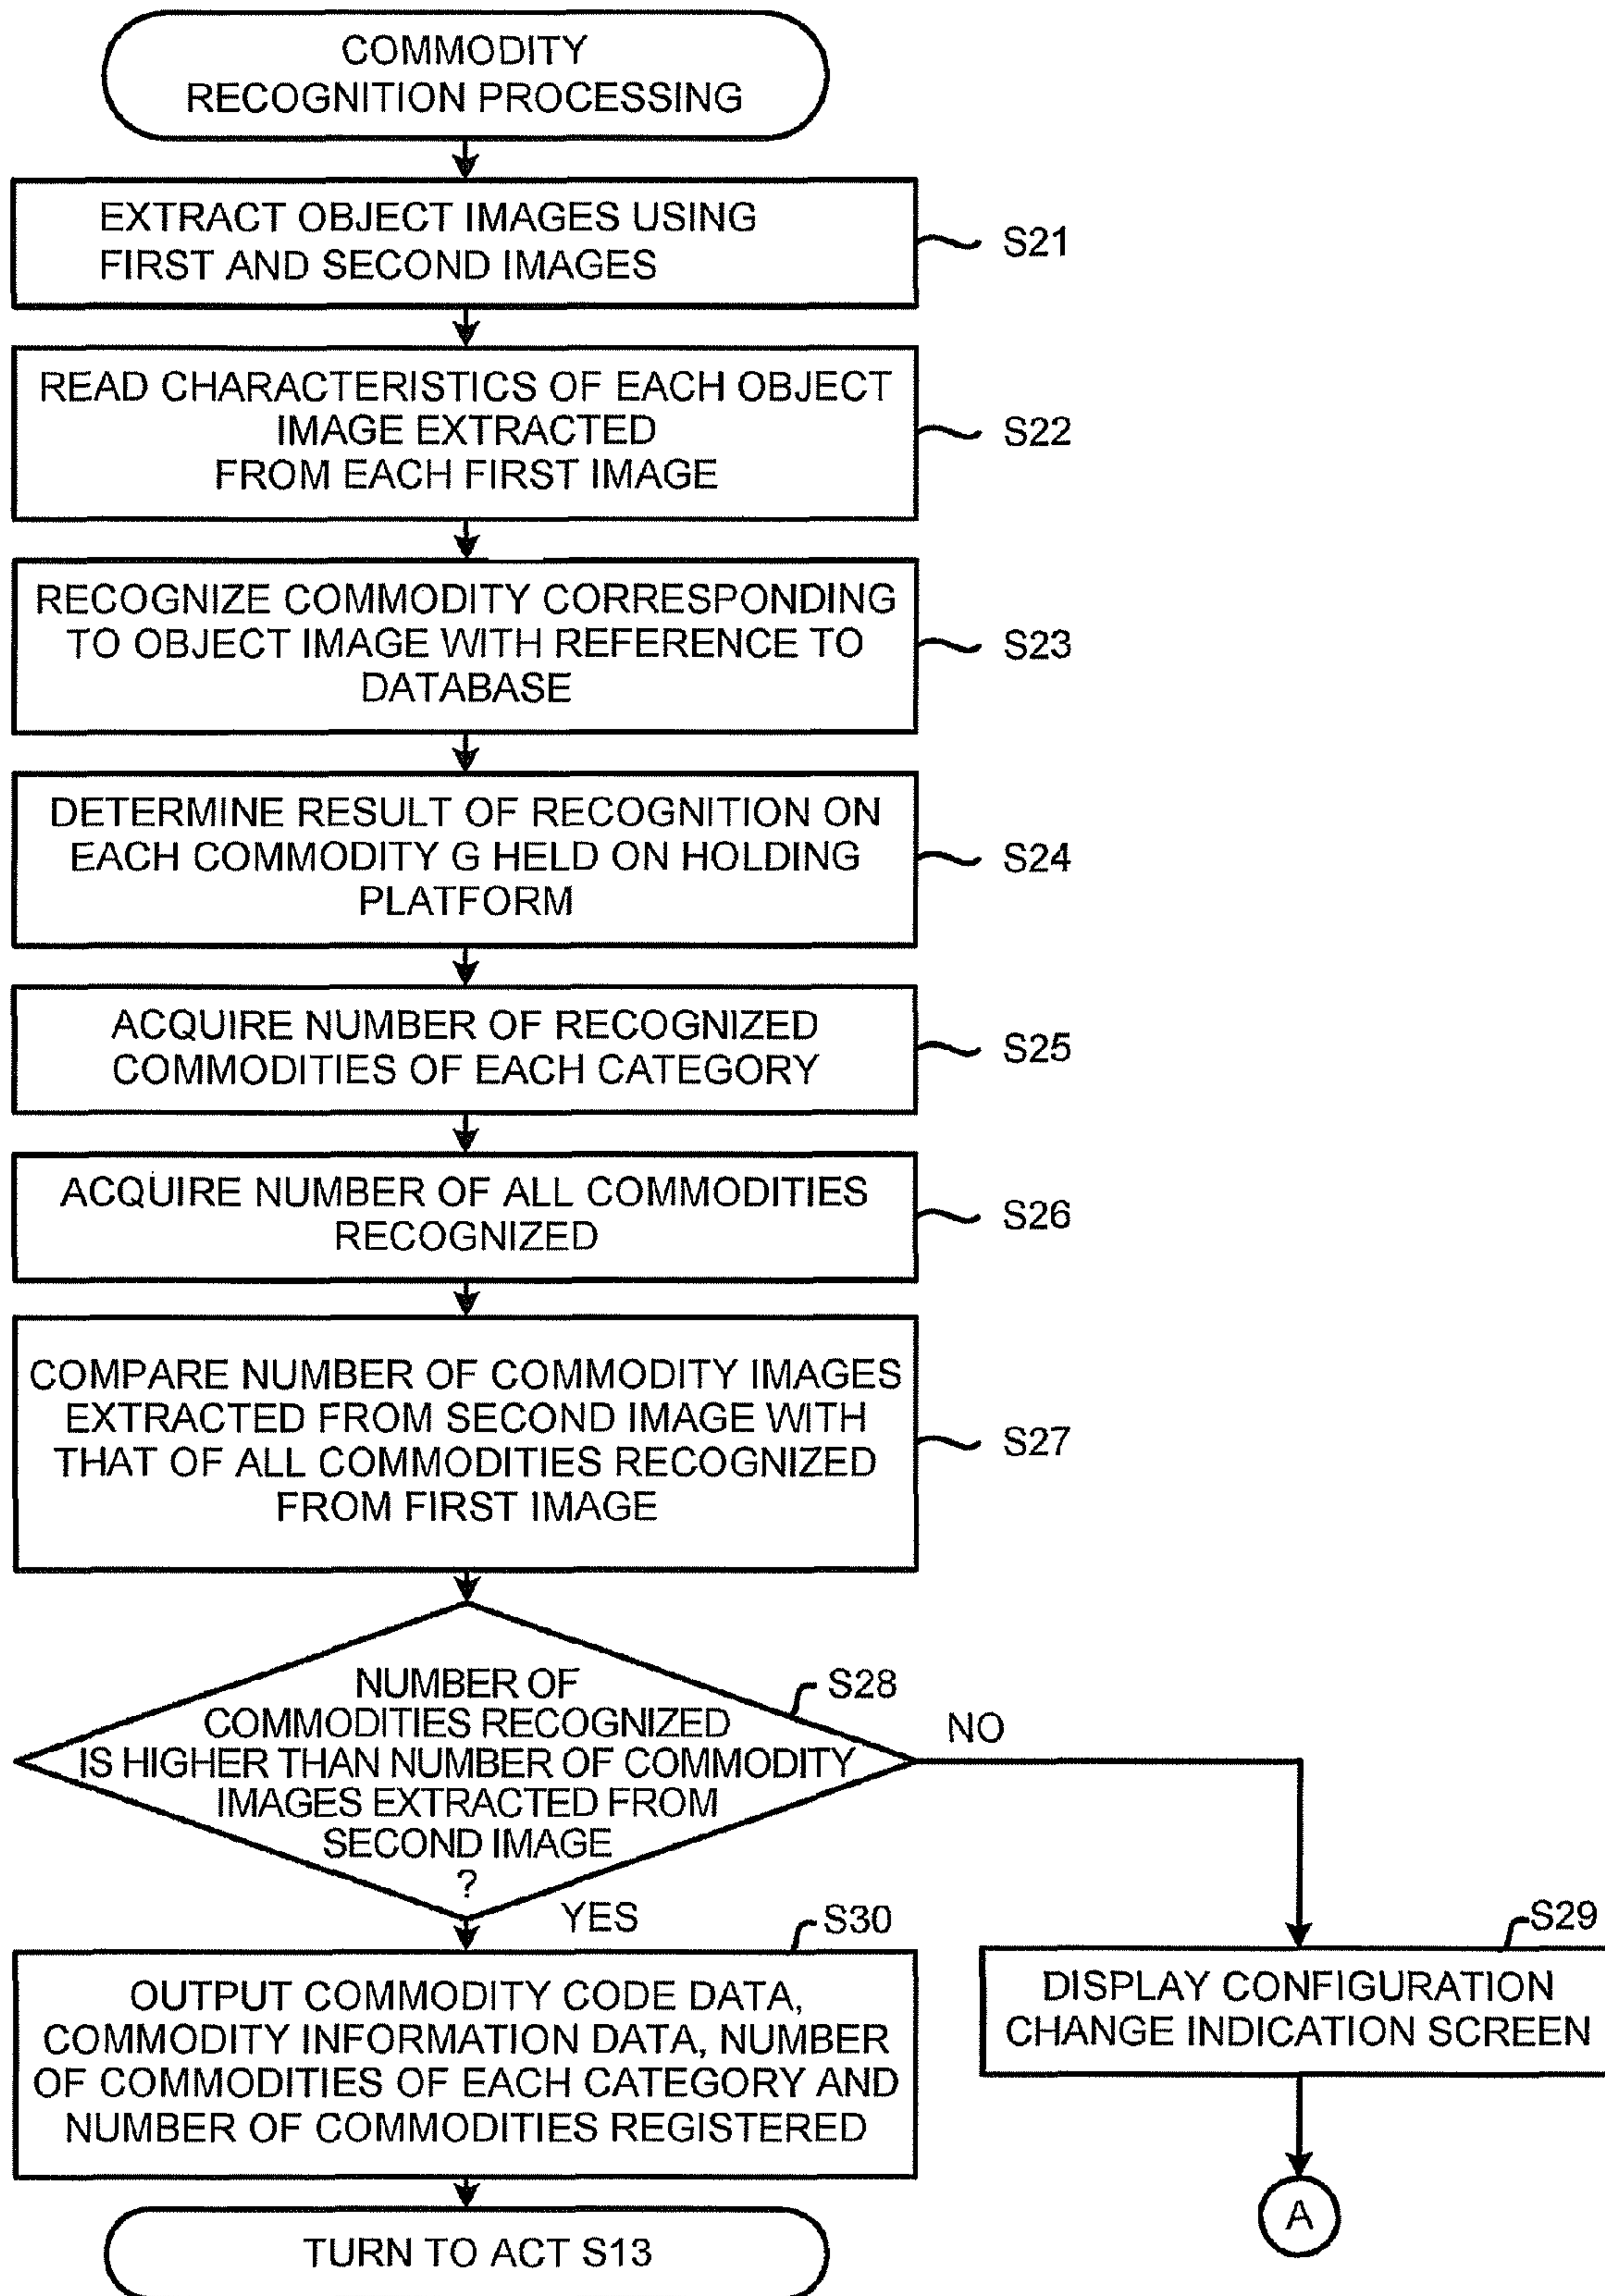 COMMODITY
RECOGNITION PROCESSING
EXTRACT OBJECT IMAGES USING
FIRST AND SECOND IMAGES
S21
READ CHARACTERISTICS OF EACH OBJECT
IMAGE EXTRACTED
FROM EACH FIRST IMAGE
S22
RECOGNIZE COMMODITY CORRESPONDING
TO OBJECT IMAGE WITH REFERENCE TO
DATABASE
S23
DETERMINE RESULT OF RECOGNITION ON
EACH COMMODITY G HELD ON HOLDING
PLATFORM
S24
ACQUIRE NUMBER OF RECOGNIZED
COMMODITIES OF EACH CATEGORY
S25
ACQUIRE NUMBER OF ALL COMMODITIES
RECOGNIZED
S26
COMPARE NUMBER OF COMMODITY IMAGES
EXTRACTED FROM SECOND IMAGE WITH
THAT OF ALL COMMODITIES RECOGNIZED
FROM FIRST IMAGE
S27
NUMBER OF
COMMODITIES RECOGNIZED
IS HIGHER THAN NUMBER OF COMMODITY
IMAGES EXTRACTED FROM
SECOND IMAGE
?
S28
NO
YES
S30
OUTPUT COMMODITY CODE DATA,
COMMODITY INFORMATION DATA, NUMBER
OF COMMODITIES OF EACH CATEGORY AND
NUMBER OF COMMODITIES REGISTERED
S29
DISPLAY CONFIGURATION
CHANGE INDICATION SCREEN
A
TURN TO ACT S13